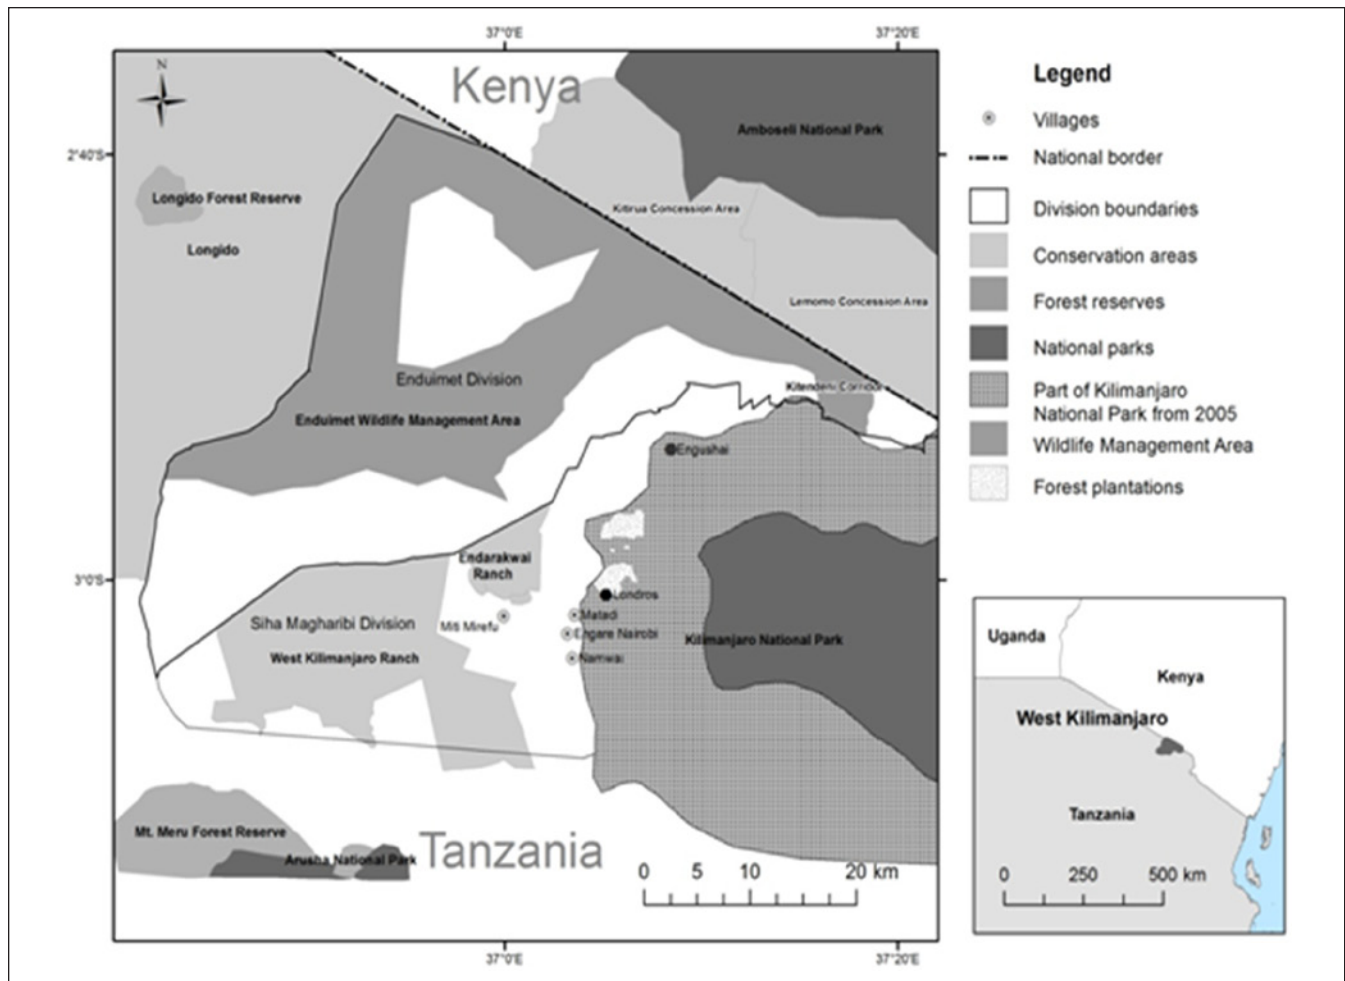 37°0'E
37°20'E
Kenya
N
Amboseli National Park
2°40'S
Longido Forest Reserve
Kitirua Concession Area
Longido
Lemomo Concession Area
Enduimet Division
Kitendeni Corridor
Enduimet Wildlife Management Area
Engushai
Endarakwai
Ranch
3°0'S
Londros
Matadi
Siha Magharibi Division
Miti Mirefu
Engare Nairobi
Kilimanjaro National Park
West Kilimanjaro Ranch
Namwai
Mt. Meru Forest Reserve
Arusha National Park
Tanzania
0 5 10 20 km
37°0'E
37°20'E
Legend
Villages
National border
Division boundaries
Conservation areas
Forest reserves
National parks
Part of Kilimanjaro
National Park from 2005
Wildlife Management Area
Forest plantations
Uganda
Kenya
West Kilimanjaro
Tanzania
0 250 500 km